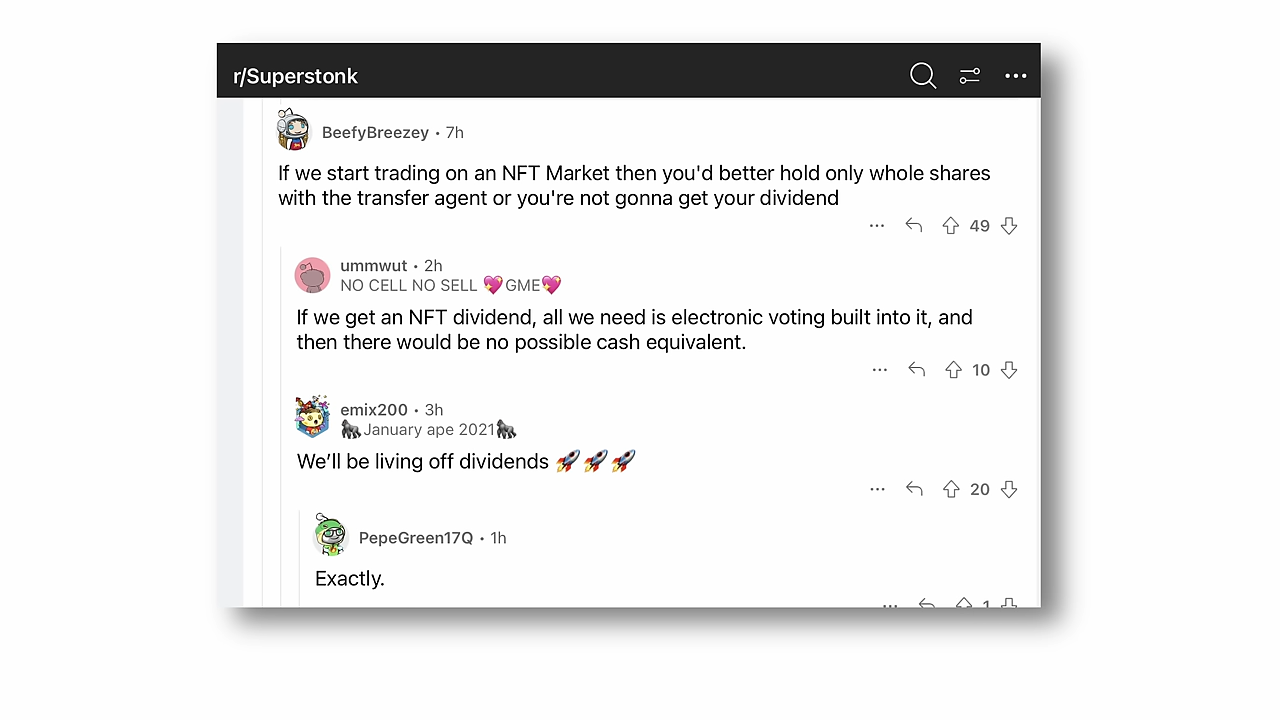 r/Superstonk
BeefyBreezey • 7h
If we start trading on an NFT Market then you'd better hold only whole shares
with the transfer agent or you're not gonna get your dividend
49
ummwut • 2h
NO CELL NO SELL 💖GME💖
If we get an NFT dividend, all we need is electronic voting built into it, and
then there would be no possible cash equivalent.
10
emix200 • 3h
🦍January ape 2021🦍
We’ll be living off dividends 🚀🚀🚀
20
PepeGreen17Q • 1h
Exactly.
1